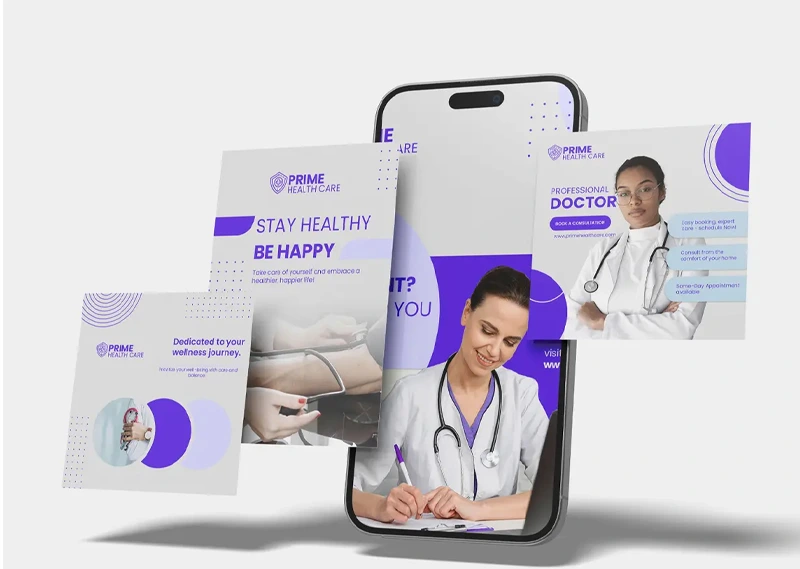 PRIME
HEALTH CARE
Dedicated to your
wellness journey.
PRIME
HEALTH CARE
STAY HEALTHY
BE HAPPY
Take care of yourself and embrace a
healthier, happier life!
ARE
NT?
YOU
visit
ww
PRIME
HEALTH CARE
PROFESSIONAL
DOCTOR
BOOK A CONSULTATION
www.primehealthcare.com
Easy booking, expert
care : Schedule Now!
Consult from the
comfort of your home
Same-Day Appointment
available